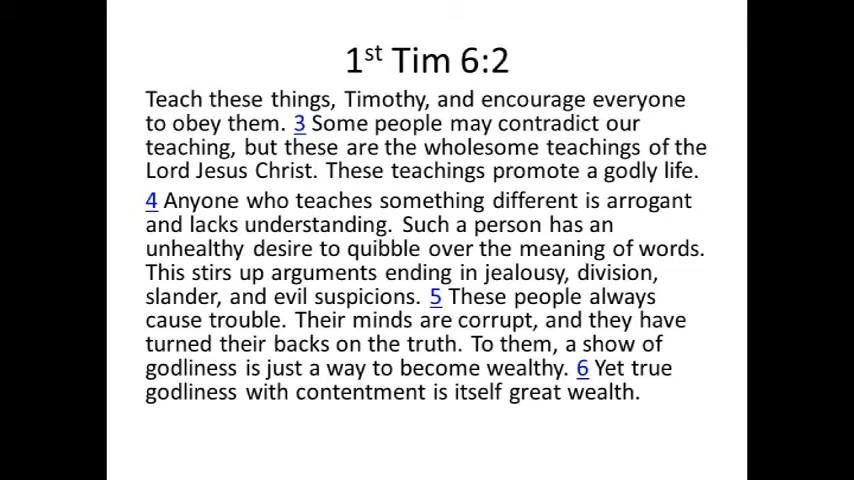 1st Tim 6:2
Teach these things, Timothy, and encourage everyone
to obey them. 3 Some people may contradict our
teaching, but these are the wholesome teachings of the
Lord Jesus Christ. These teachings promote a godly life.
4 Anyone who teaches something different is arrogant
and lacks understanding. Such a person has an
unhealthy desire to quibble over the meaning of words.
This stirs up arguments ending in jealousy, division,
slander, and evil suspicions. 5 These people always
cause trouble. Their minds are corrupt, and they have
turned their backs on the truth. To them, a show of
godliness is just a way to become wealthy. 6 Yet true
godliness with contentment is itself great wealth.